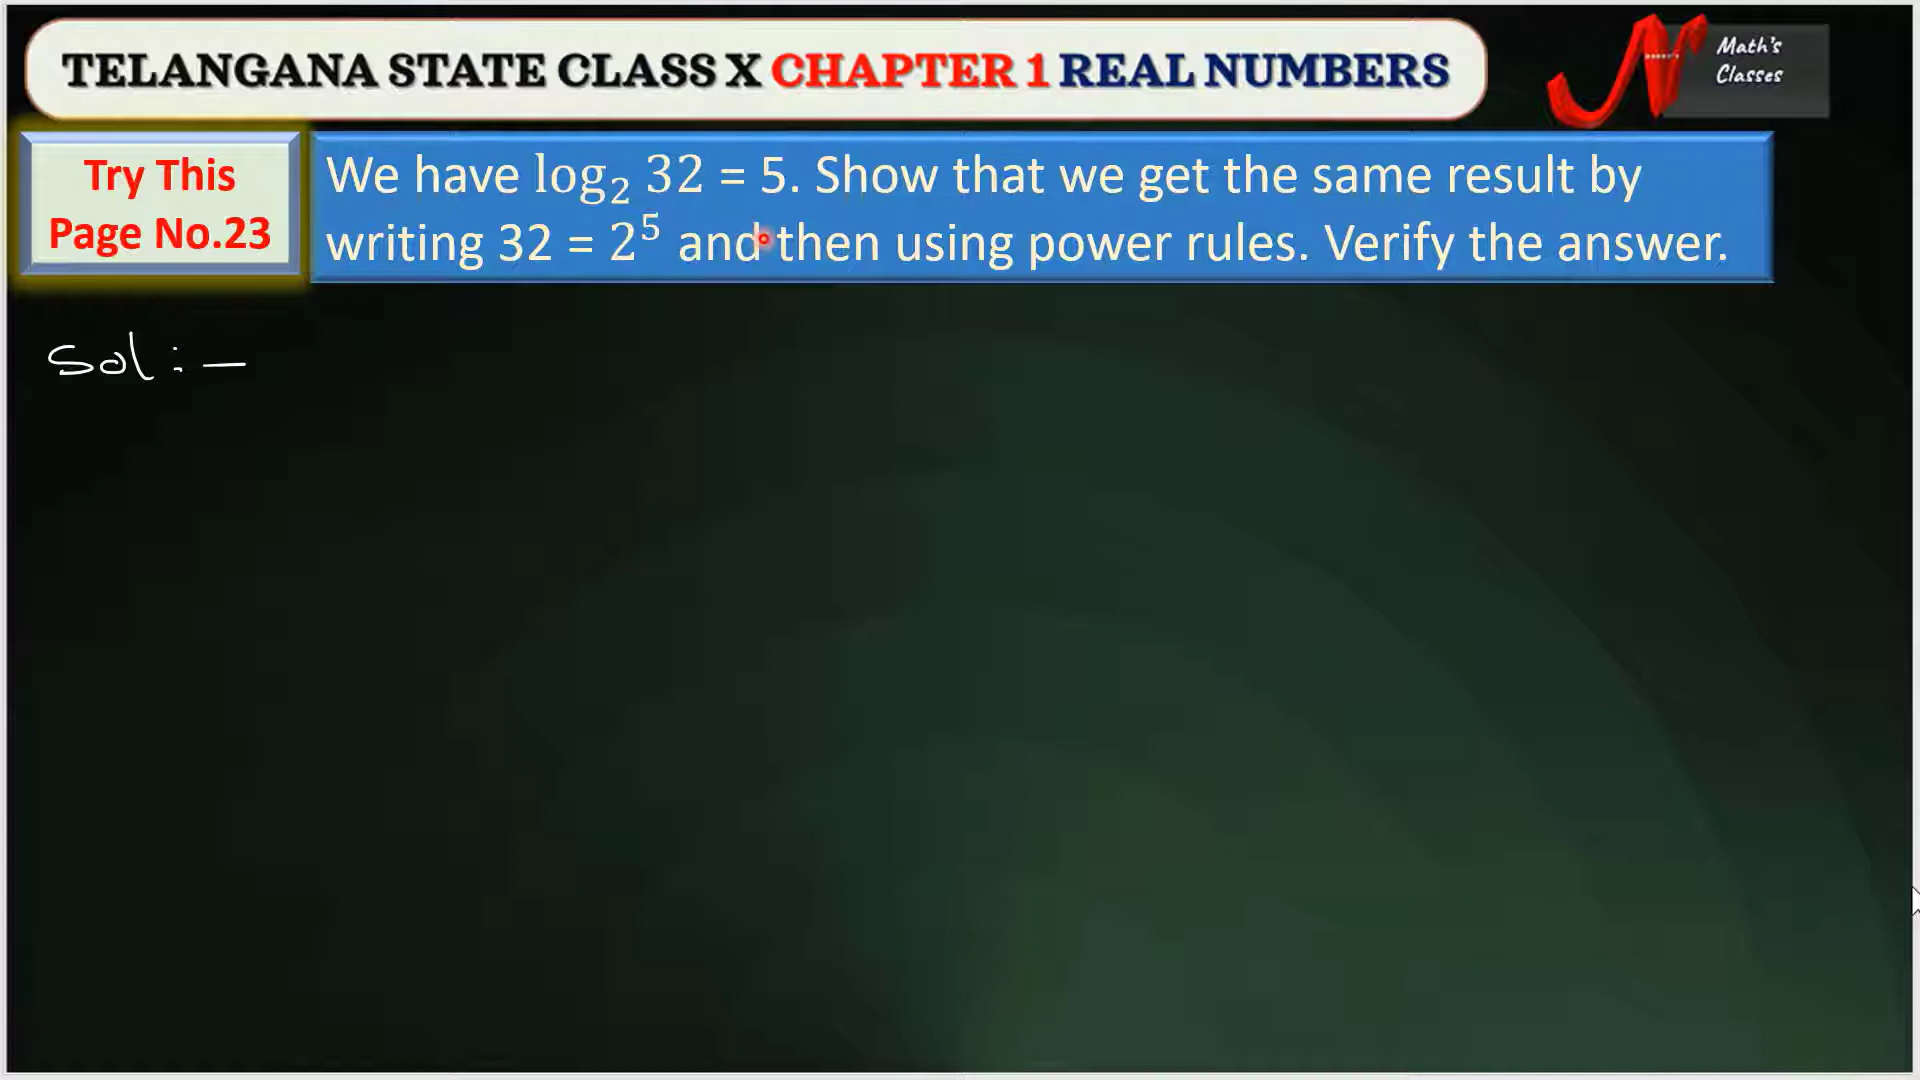 TELANGANA STATE CLASS X CHAPTER 1 REAL NUMBERS
Math's
Classes
Try This
Page No.23
We have log₂ 32 = 5. Show that we get the same result by
writing 32 = 2⁵ and then using power rules. Verify the answer.
Sol : —